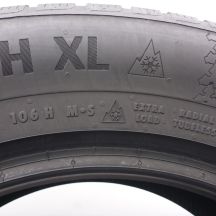 H XL
106 H M+S EXTRA LOAD RADIAL TUBELESS